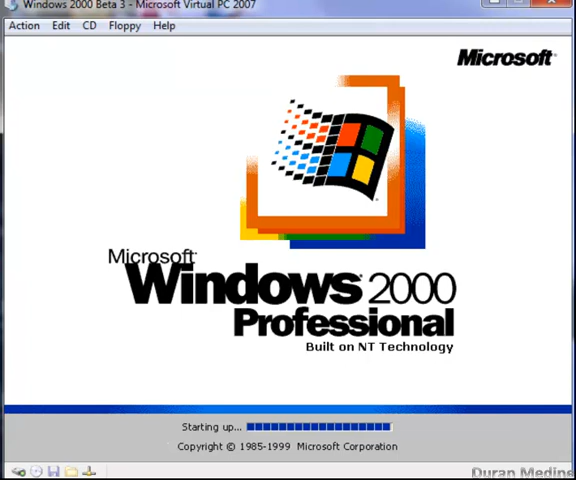 Windows 2000 Beta 3 - Microsoft Virtual PC 2007
Action Edit CD Floppy Help
Microsoft
Microsoft
Windows 2000
Professional
Built on NT Technology
Starting up...
Copyright © 1985-1999 Microsoft Corporation
Duran Medina